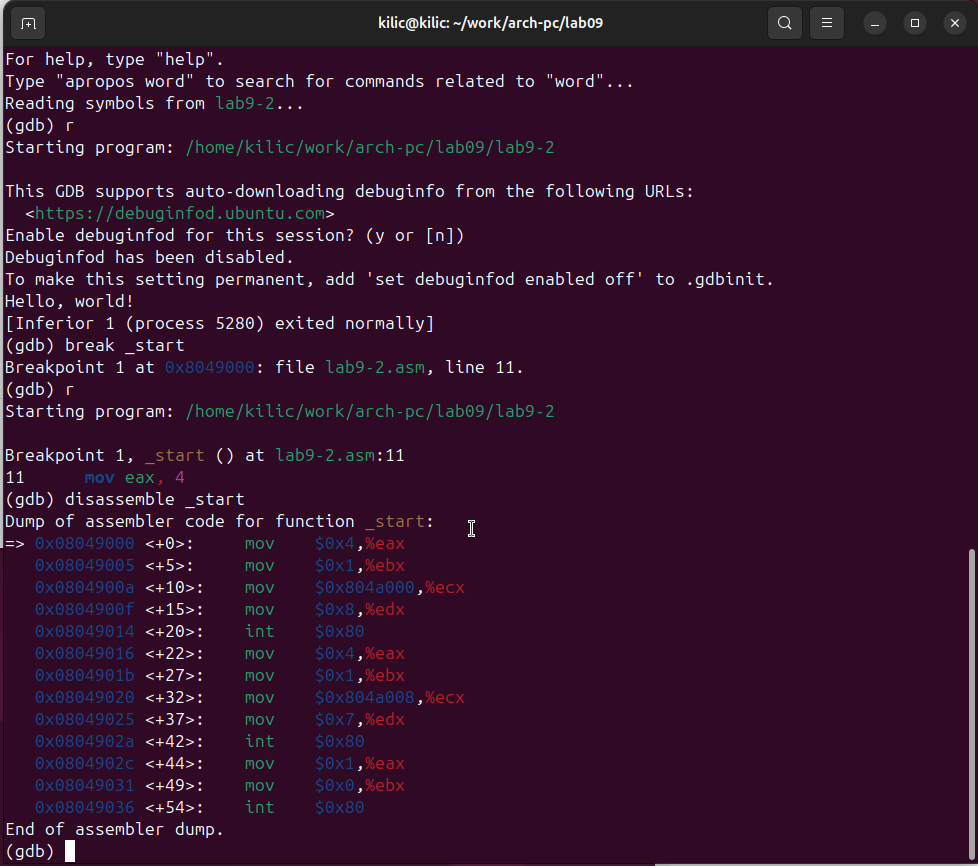 kilic@kilic: ~/work/arch-pc/lab09
For help, type "help".
Type "apropos word" to search for commands related to "word"...
Reading symbols from lab9-2...
(gdb) r
Starting program: /home/kilic/work/arch-pc/lab09/lab9-2

This GDB supports auto-downloading debuginfo from the following URLs:
  <https://debuginfod.ubuntu.com>
Enable debuginfod for this session? (y or [n])
Debuginfod has been disabled.
To make this setting permanent, add 'set debuginfod enabled off' to .gdbinit.
Hello, world!
[Inferior 1 (process 5280) exited normally]
(gdb) break _start
Breakpoint 1 at 0x8049000: file lab9-2.asm, line 11.
(gdb) r
Starting program: /home/kilic/work/arch-pc/lab09/lab9-2

Breakpoint 1, _start () at lab9-2.asm:11
11      mov eax, 4
(gdb) disassemble _start
Dump of assembler code for function _start:
=> 0x08049000 <+0>:     mov    $0x4,%eax
   0x08049005 <+5>:     mov    $0x1,%ebx
   0x0804900a <+10>:    mov    $0x804a000,%ecx
   0x0804900f <+15>:    mov    $0x8,%edx
   0x08049014 <+20>:    int    $0x80
   0x08049016 <+22>:    mov    $0x4,%eax
   0x0804901b <+27>:    mov    $0x1,%ebx
   0x08049020 <+32>:    mov    $0x804a008,%ecx
   0x08049025 <+37>:    mov    $0x7,%edx
   0x0804902a <+42>:    int    $0x80
   0x0804902c <+44>:    mov    $0x1,%eax
   0x08049031 <+49>:    mov    $0x0,%ebx
   0x08049036 <+54>:    int    $0x80
End of assembler dump.
(gdb)